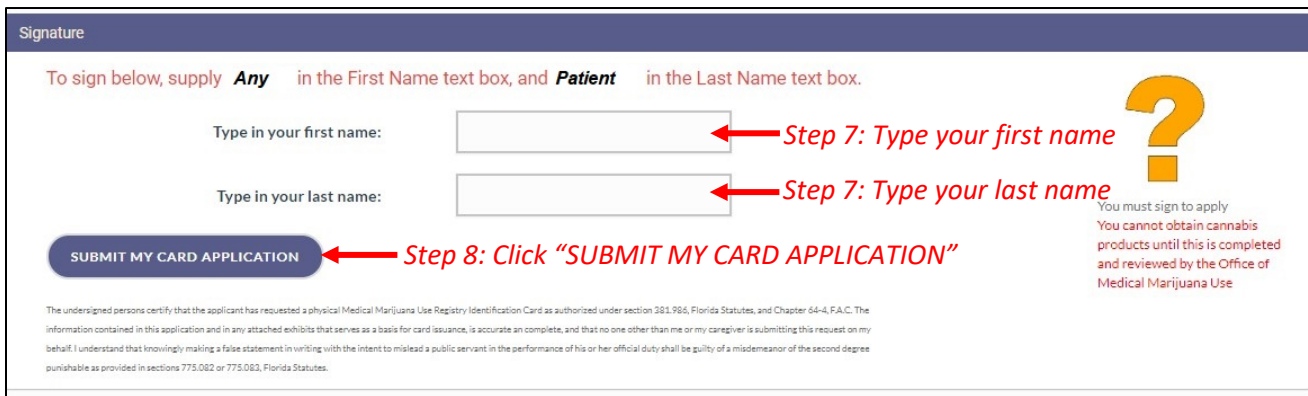 Signature
To sign below, supply Any in the First Name text box, and Patient in the Last Name text box.
Type in your first name:
Step 7: Type your first name
Type in your last name:
Step 7: Type your last name
You must sign to apply
You cannot obtain cannabis
products until this is completed
and reviewed by the Office of
Medical Marijuana Use
SUBMIT MY CARD APPLICATION
Step 8: Click “SUBMIT MY CARD APPLICATION”
The undersigned persons certify that the applicant has requested a physical Medical Marijuana Use Registry Identification Card as authorized under section 381.986, Florida Statutes, and Chapter 64-4, F.A.C. The
information contained in this application and in any attached exhibits that serves as a basis for card issuance, is accurate an complete, and that no one other than me or my caregiver is submitting this request on my
behalf. I understand that knowingly making a false statement in writing with the intent to mislead a public servant in the performance of his or her official duty shall be guilty of a misdemeanor of the second degree
punishable as provided in sections 775.082 or 775.083, Florida Statutes.